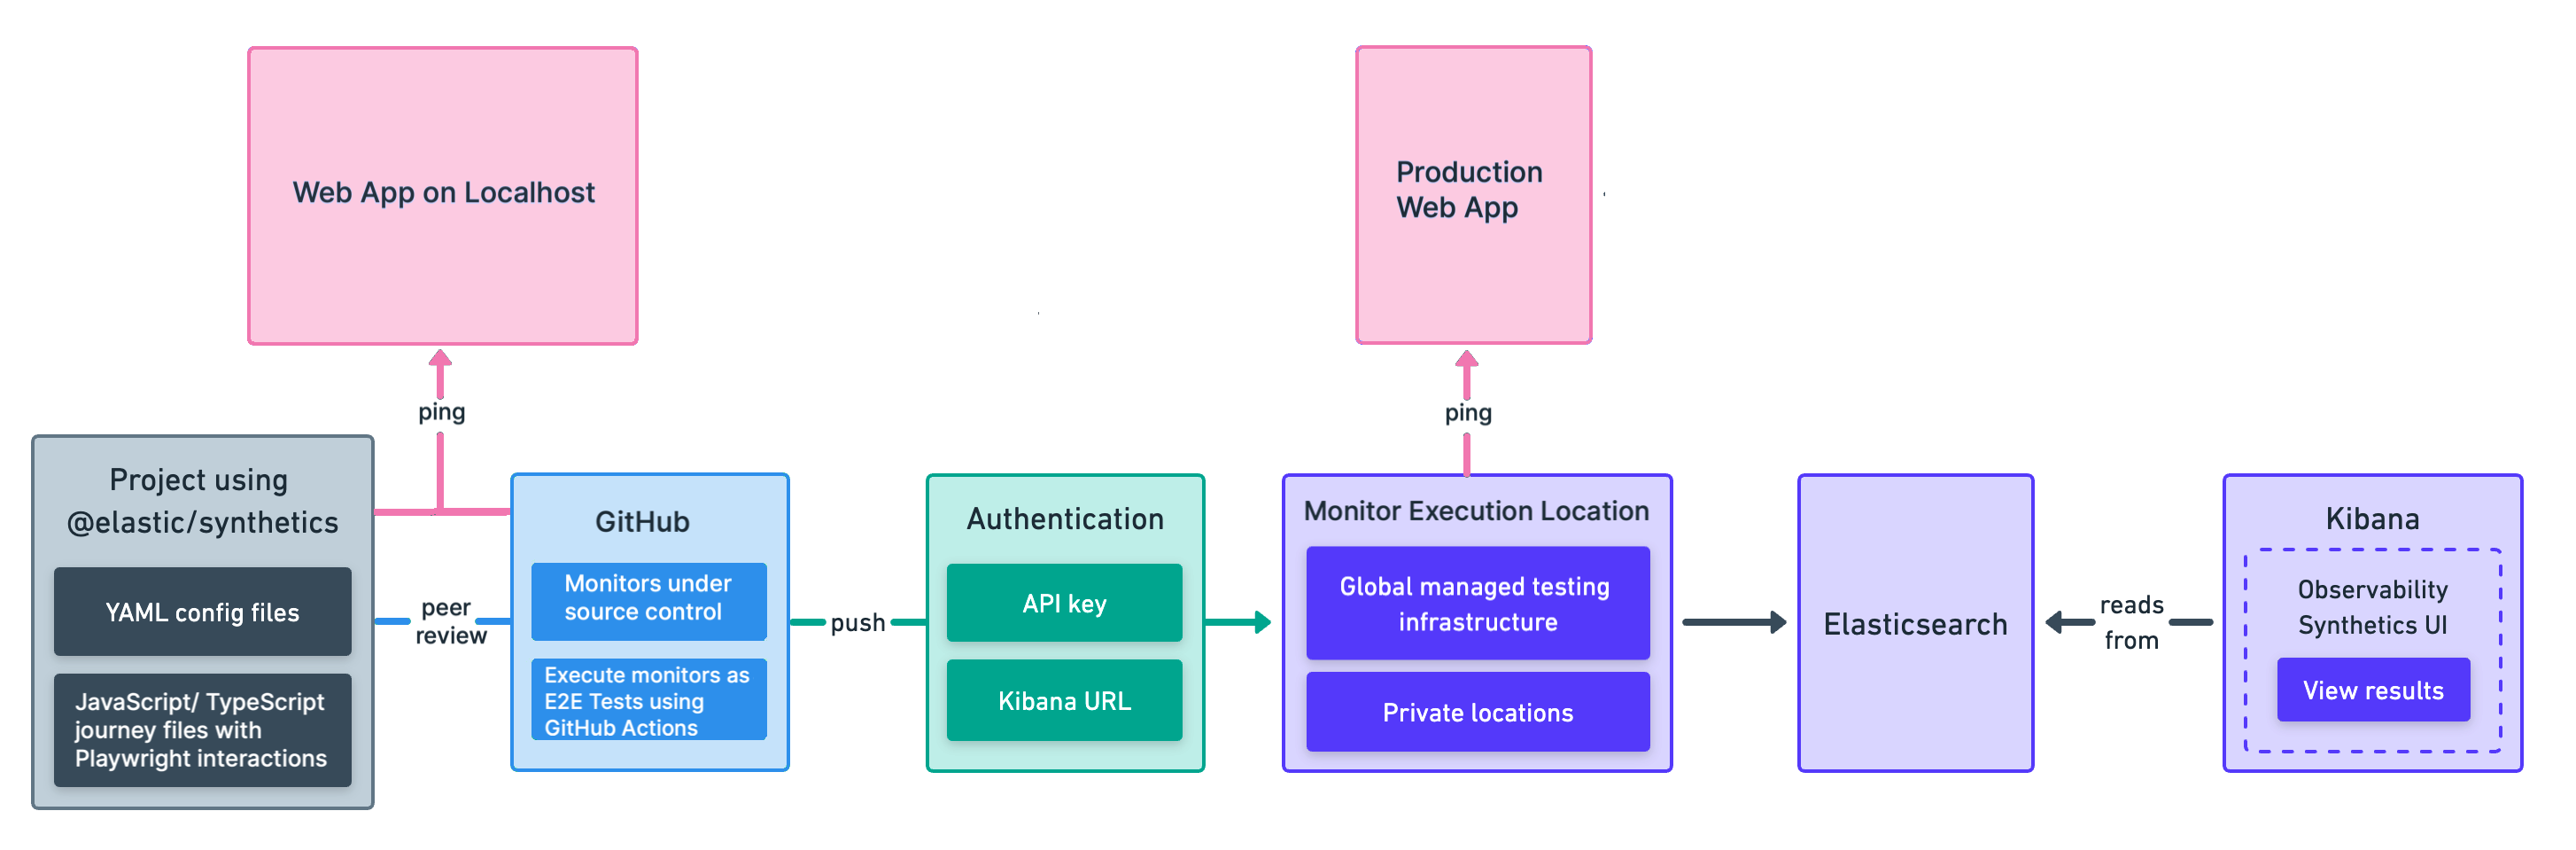 Web App on Localhost
Production
Web App
ping
ping
Project using
@elastic/synthetics
YAML config files
JavaScript/ TypeScript
journey files with
Playwright interactions
peer
review
GitHub
Monitors under
source control
Execute monitors as
E2E Tests using
GitHub Actions
push
Authentication
API key
Kibana URL
Monitor Execution Location
Global managed testing
infrastructure
Private locations
Elasticsearch
reads
from
Kibana
Observability
Synthetics UI
View results